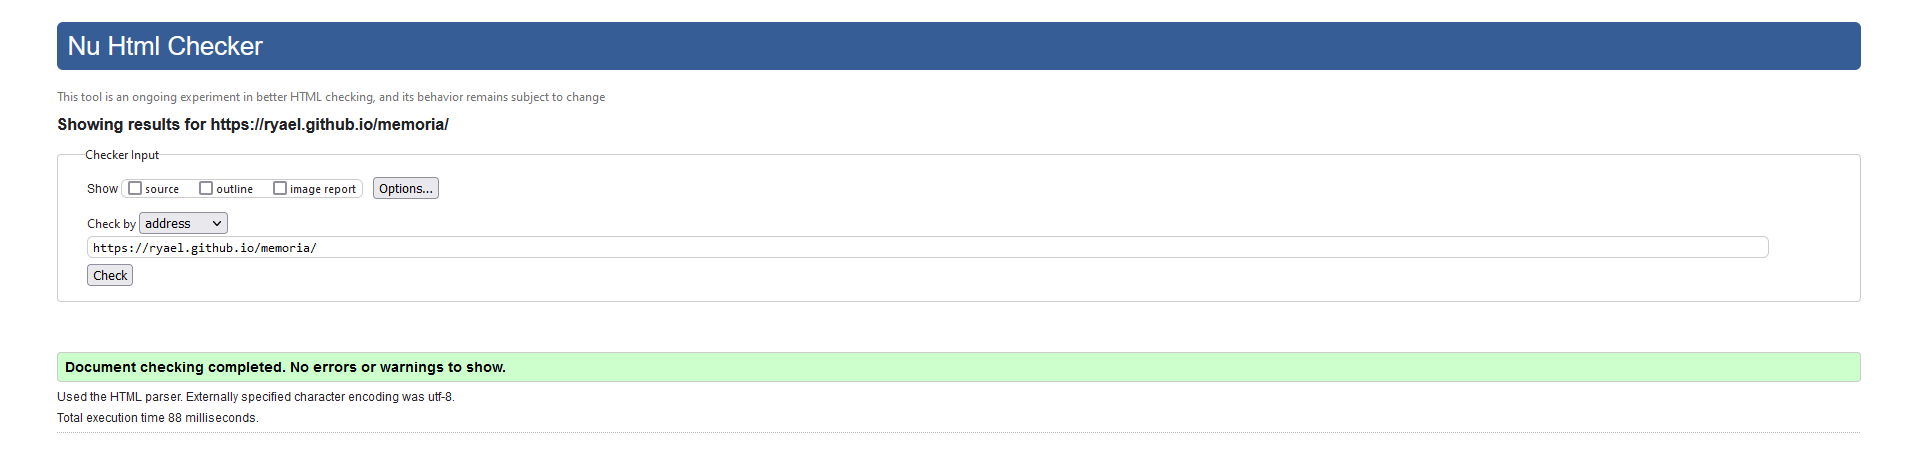 Nu Html Checker
This tool is an ongoing experiment in better HTML checking, and its behavior remains subject to change
Showing results for https://ryael.github.io/memoria/
Checker Input
Show source outline image report Options...
Check by address
https://ryael.github.io/memoria/
Check
Document checking completed. No errors or warnings to show.
Used the HTML parser. Externally specified character encoding was utf-8.
Total execution time 88 milliseconds.